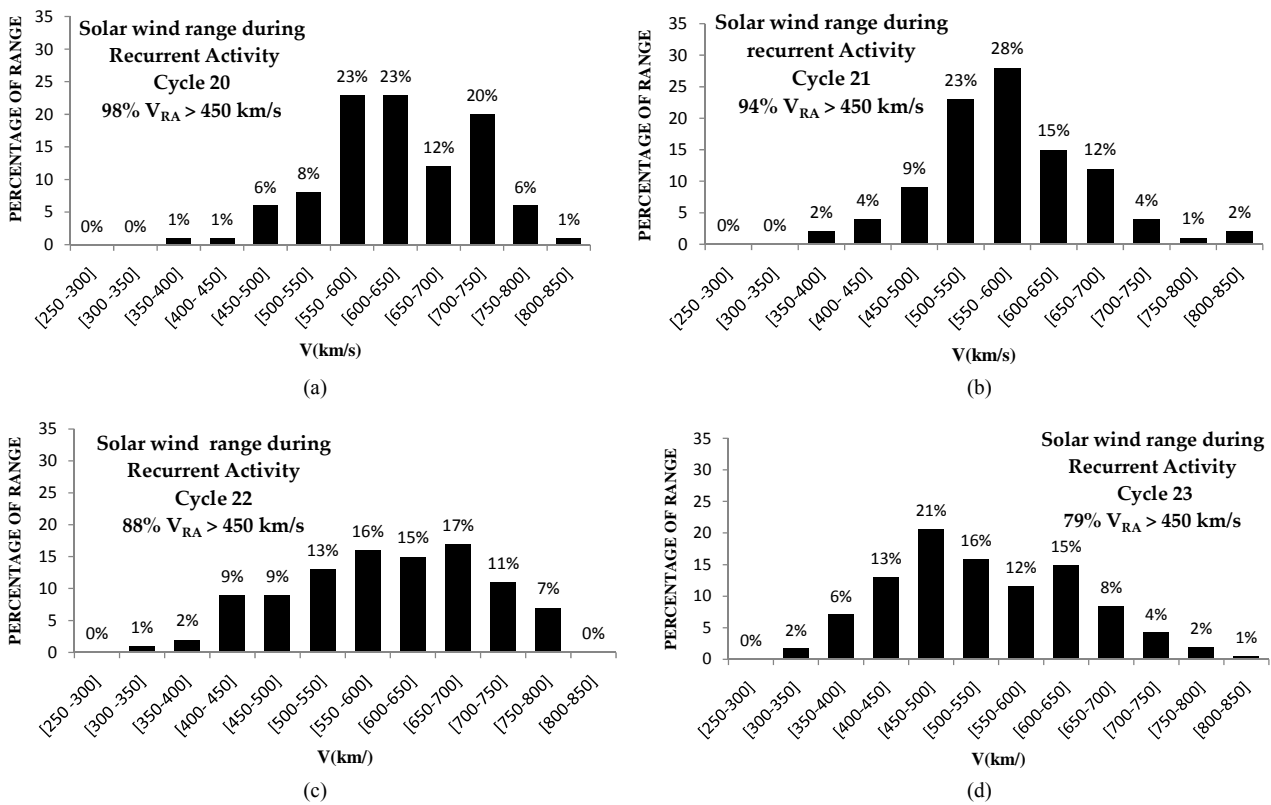 35
30
25
20
15
10
5
0
PERCENTAGE OF RANGE
Solar wind range during
Recurrent Activity
Cycle 20
98% V_RA > 450 km/s
0% 0% 1% 1% 6% 8% 23% 23% 12% 20% 6% 1%
[250 -300] [300 -350] [350-400] [400- 450] [450-500] [500-550] [550 -600] [600-650] [650-700] [700-750] [750-800] [800-850]
V(km/s)
(a)
35
30
25
20
15
10
5
0
PERCENTAGE OF RANGE
Solar wind range during
recurrent Activity
Cycle 21
94% V_RA > 450 km/s
0% 0% 2% 4% 9% 23% 28% 15% 12% 4% 1% 2%
[250 -300] [300 -350] [350-400] [400- 450] [450-500] [500-550] [550 -600] [600-650] [650-700] [700-750] [750-800] [800-850]
V(km/s)
(b)
35
30
25
20
15
10
5
0
PERCENTAGE OF RANGE
Solar wind range during
Recurrent Activity
Cycle 22
88% V_RA > 450 km/s
0% 1% 2% 9% 9% 13% 16% 15% 17% 11% 7% 0%
[250 -300] [300 -350] [350-400] [400- 450] [450-500] [500-550] [550 -600] [600-650] [650-700] [700-750] [750-800] [800-850]
V(km/)
(c)
35
30
25
20
15
10
5
0
PERCENTAGE OF RANGE
Solar wind range during
Recurrent Activity
Cycle 23
79% V_RA > 450 km/s
0% 2% 6% 13% 21% 16% 12% 15% 8% 4% 2% 1%
[250-300] [300-350] [350-400] [400-450] [450-500] [500-550] [550-600] [600-650] [650-700] [700-750] [750-800] [800-850]
V(km/)
(d)